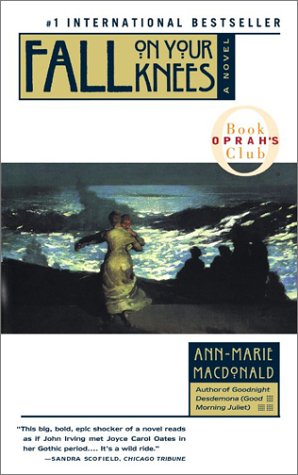 #1 INTERNATIONAL BESTSELLER
FALL ON YOUR KNEES
A NOVEL
Book
OPRAH'S
Club
ANN-MARIE
MACDONALD
Author of Goodnight
Desdemona (Good
Morning Juliet)
"This big, bold, epic shocker of a novel reads
as if John Irving met Joyce Carol Oates in
her Gothic period.... It's a wild ride."
—SANDRA SCOFIELD, CHICAGO TRIBUNE